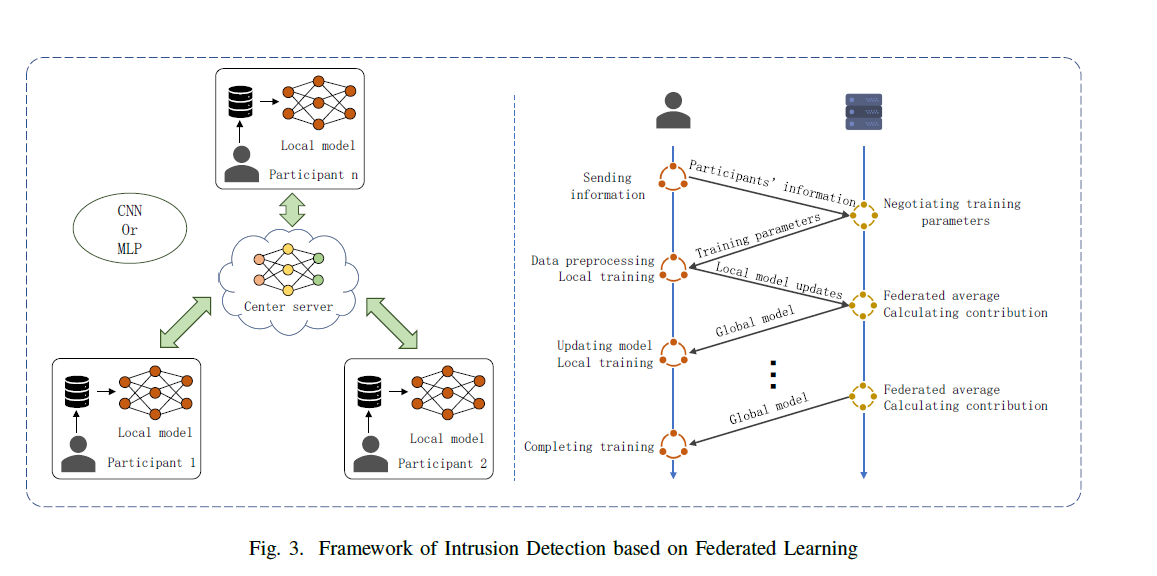 Local model
Participant n
CNN
Or
MLP
Center server
Local model
Participant 1
Local model
Participant 2
Sending
information
Participants' information
Negotiating training
parameters
Training parameters
Data preprocessing
Local training
Local model updates
Federated average
Calculating contribution
Global model
Updating model
Local training
Federated average
Calculating contribution
Global model
Completing training
Fig. 3. Framework of Intrusion Detection based on Federated Learning